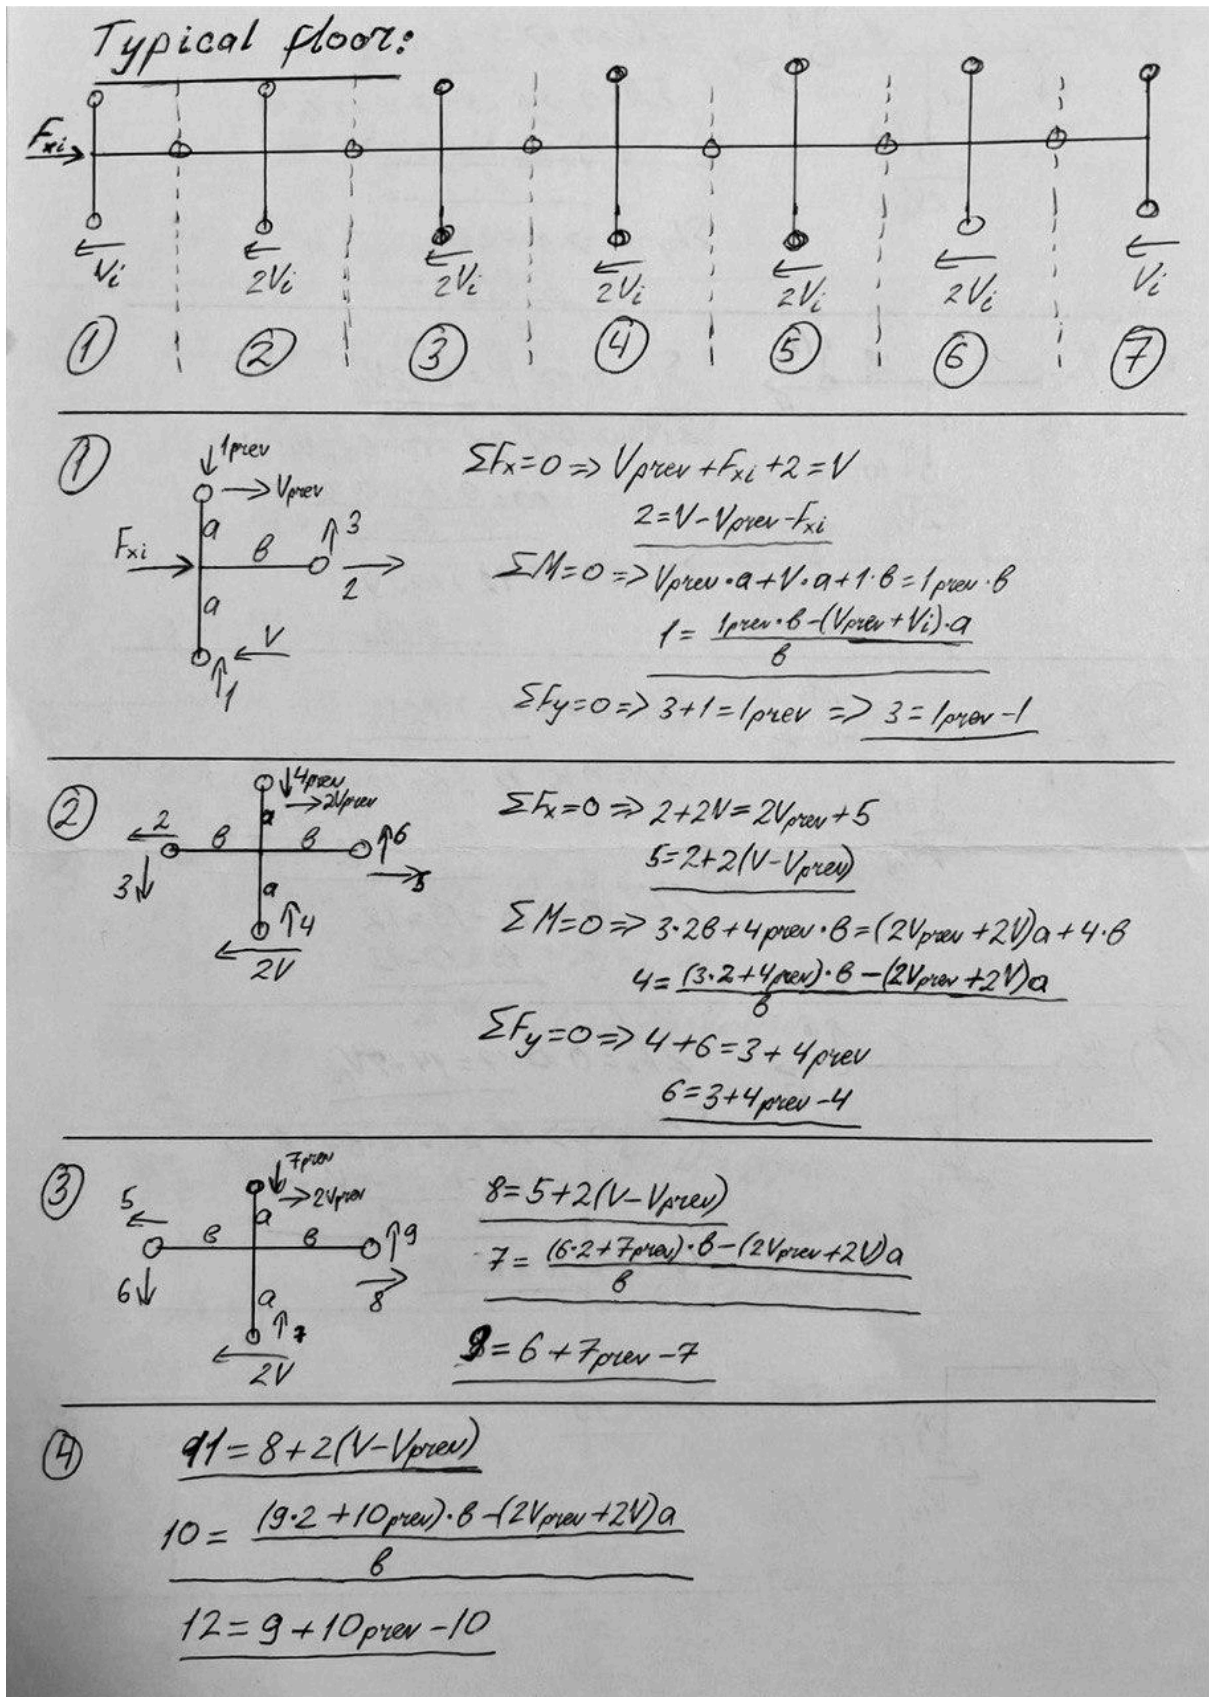 Typical floor:
Fxi
Vi 2Vi 2Vi 2Vi 2Vi 2Vi Vi
① ② ③ ④ ⑤ ⑥ ⑦
①
↓1prev
→Vprev
a
Fxi
в
↑3
2
a
V
↑1
ΣFx=0 => Vprev+Fxi+2=V
2=V-Vprev-Fxi
ΣM=0 => Vprev·a+V·a+1·в=1prev·в
1= (1prev·в-(Vprev+Vi)·a)/в
ΣFy=0 => 3+1=1prev => 3=1prev-1
②
↓4prev
→2Vprev
2
a
в в
↑6
3↓
5
a
↑4
2V
ΣFx=0 => 2+2V=2Vprev+5
5=2+2(V-Vprev)
ΣM=0 => 3·2в+4prev·в=(2Vprev+2V)a+4·в
4= ((3·2+4prev)·в-(2Vprev+2V)a)/в
ΣFy=0 => 4+6=3+4prev
6=3+4prev-4
③
↓7prev
→2Vprev
5
a
в в
↑9
6↓
8
a
↑7
2V
8=5+2(V-Vprev)
7= ((6·2+7prev)·в-(2Vprev+2V)a)/в
9=6+7prev-7
④
11=8+2(V-Vprev)
10= ((9·2+10prev)·в-(2Vprev+2V)a)/в
12=9+10prev-10